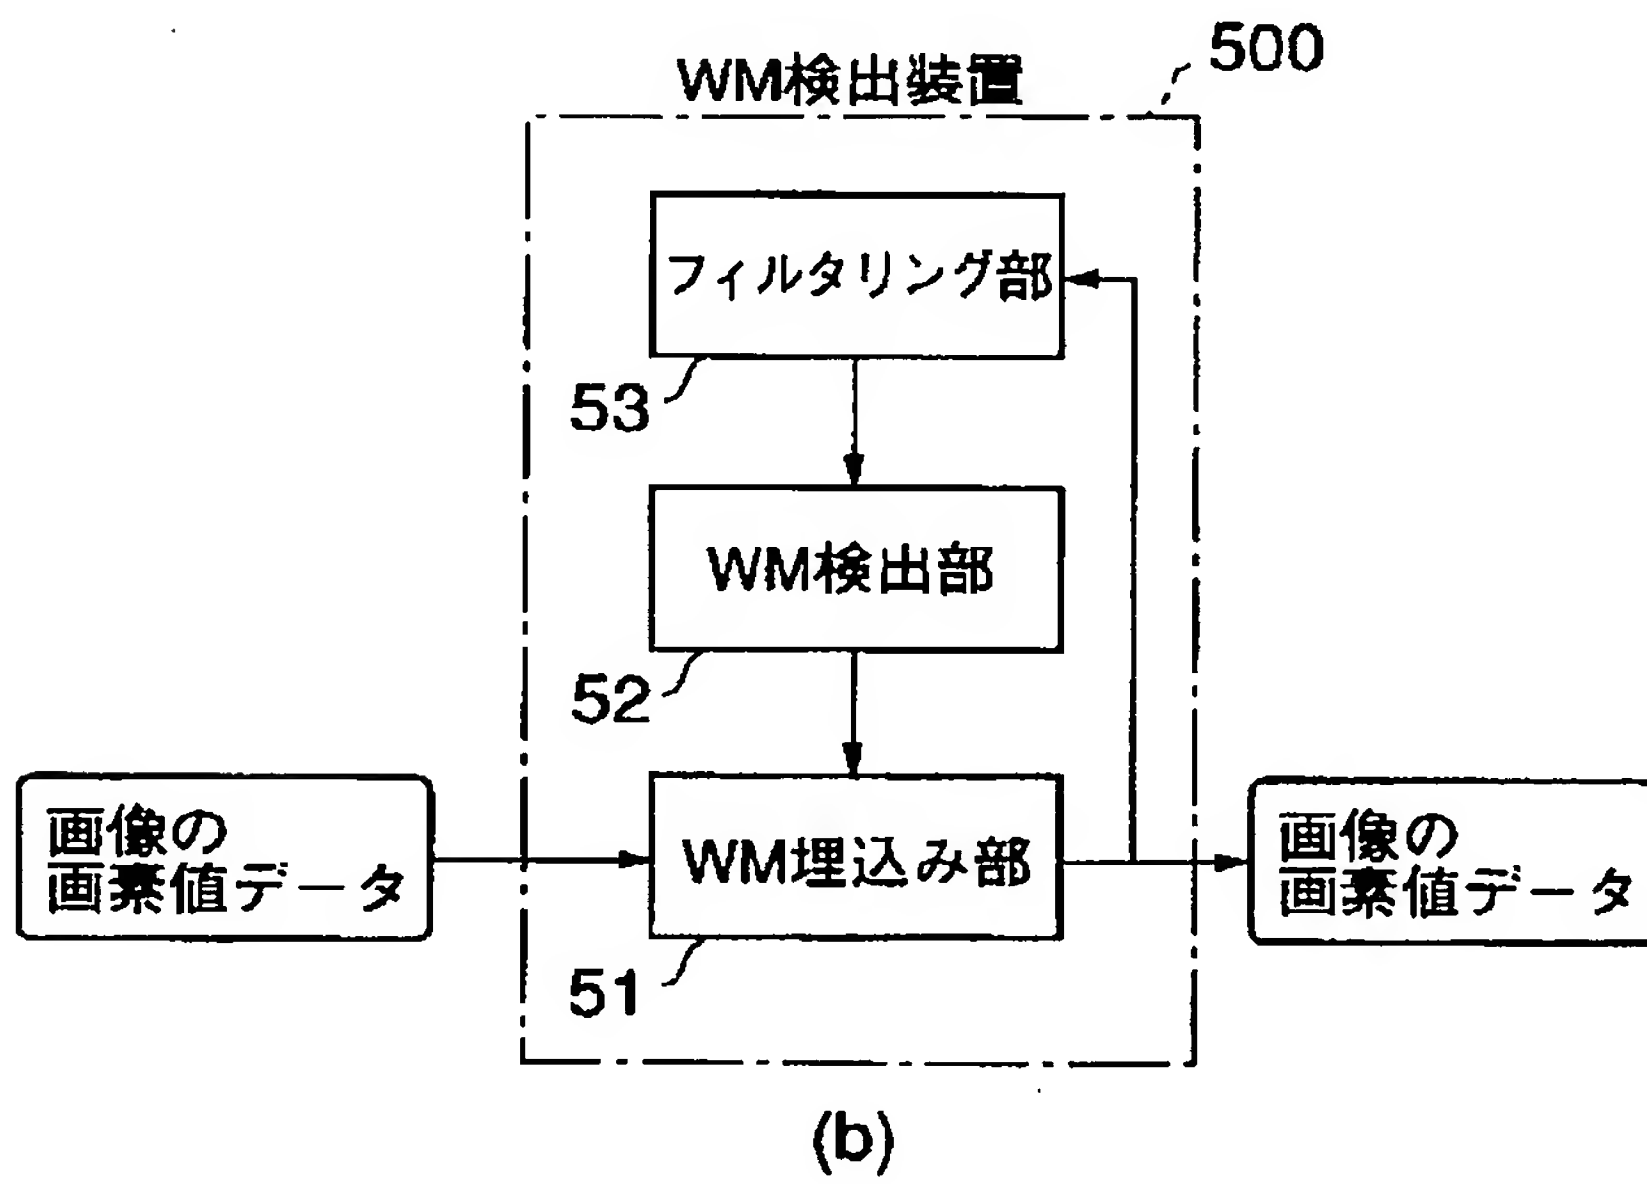 500
WM検出装置
フィルタリング部
53
WM検出部
52
画像の
画素値データ
WM埋込み部
画像の
画素値データ
51
(b)